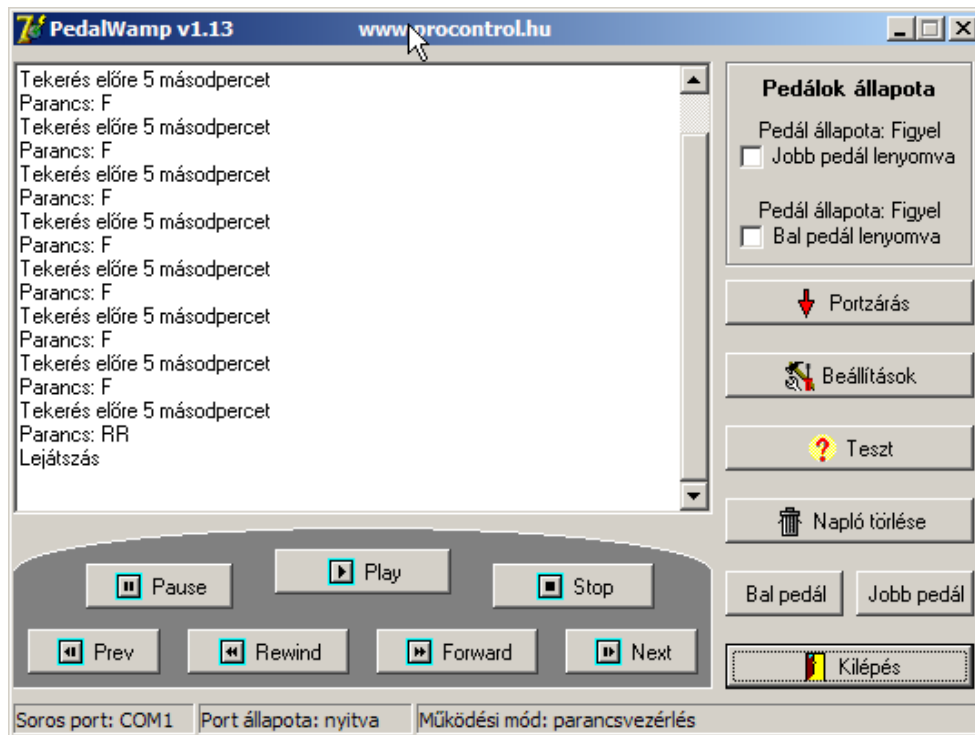 PedalWamp v1.13 www.procontrol.hu
Tekerés előre 5 másodpercet
Parancs: F
Tekerés előre 5 másodpercet
Parancs: F
Tekerés előre 5 másodpercet
Parancs: F
Tekerés előre 5 másodpercet
Parancs: F
Tekerés előre 5 másodpercet
Parancs: F
Tekerés előre 5 másodpercet
Parancs: F
Tekerés előre 5 másodpercet
Parancs: F
Tekerés előre 5 másodpercet
Parancs: RR
Lejátszás
Pedálok állapota
Pedál állapota: Figyel
Jobb pedál lenyomva
Pedál állapota: Figyel
Bal pedál lenyomva
Portzárás
Beállítások
Teszt
Napló törlése
Bal pedál
Jobb pedál
Kilépés
Pause
Play
Stop
Prev
Rewind
Forward
Next
Soros port: COM1
Port állapota: nyitva
Működési mód: parancsvezérlés